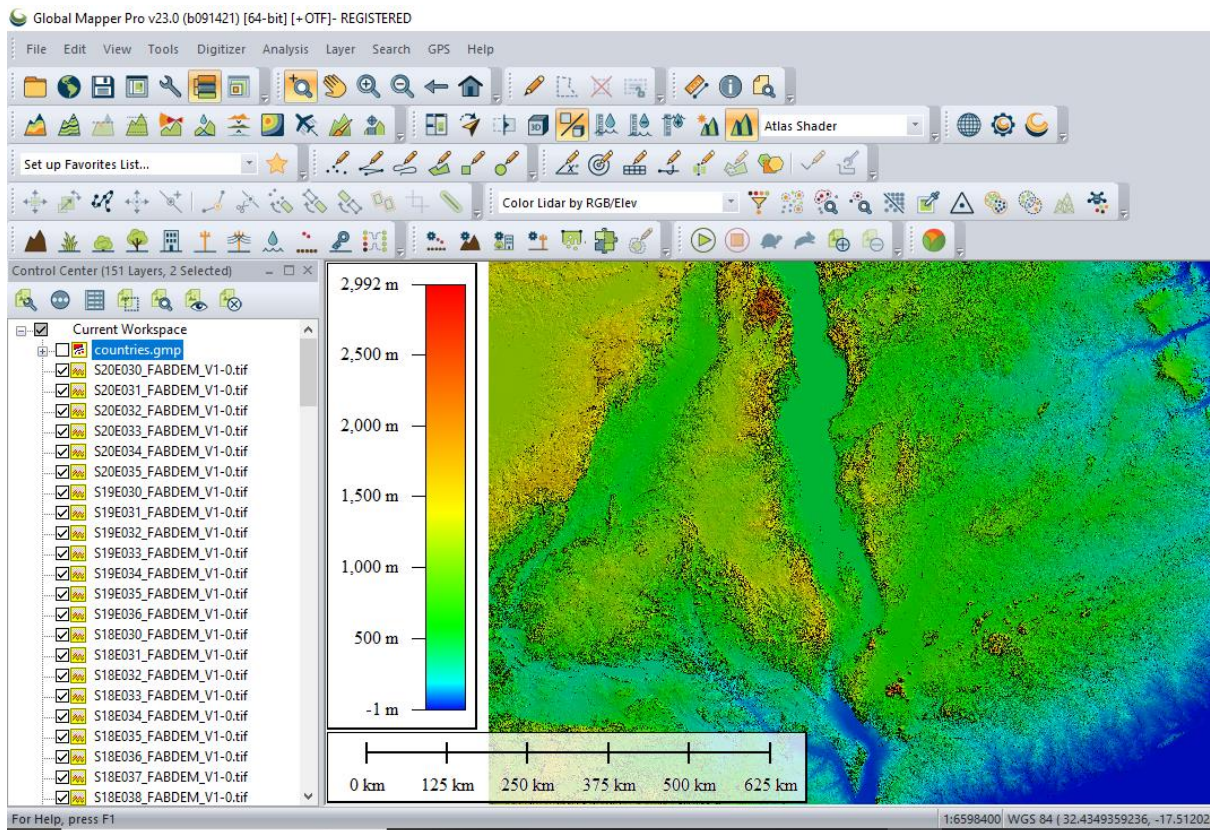 Global Mapper Pro v23.0 (b091421) [64-bit] [+OTF]- REGISTERED
File Edit View Tools Digitizer Analysis Layer Search GPS Help
Atlas Shader
Set up Favorites List...
Color Lidar by RGB/Elev
Control Center (151 Layers, 2 Selected)
Current Workspace
countries.gmp
S20E030_FABDEM_V1-0.tif
S20E031_FABDEM_V1-0.tif
S20E032_FABDEM_V1-0.tif
S20E033_FABDEM_V1-0.tif
S20E034_FABDEM_V1-0.tif
S20E035_FABDEM_V1-0.tif
S19E030_FABDEM_V1-0.tif
S19E031_FABDEM_V1-0.tif
S19E032_FABDEM_V1-0.tif
S19E033_FABDEM_V1-0.tif
S19E034_FABDEM_V1-0.tif
S19E035_FABDEM_V1-0.tif
S19E036_FABDEM_V1-0.tif
S18E030_FABDEM_V1-0.tif
S18E031_FABDEM_V1-0.tif
S18E032_FABDEM_V1-0.tif
S18E033_FABDEM_V1-0.tif
S18E034_FABDEM_V1-0.tif
S18E035_FABDEM_V1-0.tif
S18E036_FABDEM_V1-0.tif
S18E037_FABDEM_V1-0.tif
S18E038_FABDEM_V1-0.tif
2,992 m
2,500 m
2,000 m
1,500 m
1,000 m
500 m
-1 m
0 km 125 km 250 km 375 km 500 km 625 km
For Help, press F1
1:6598400 WGS 84 ( 32.4349359236, -17.51202